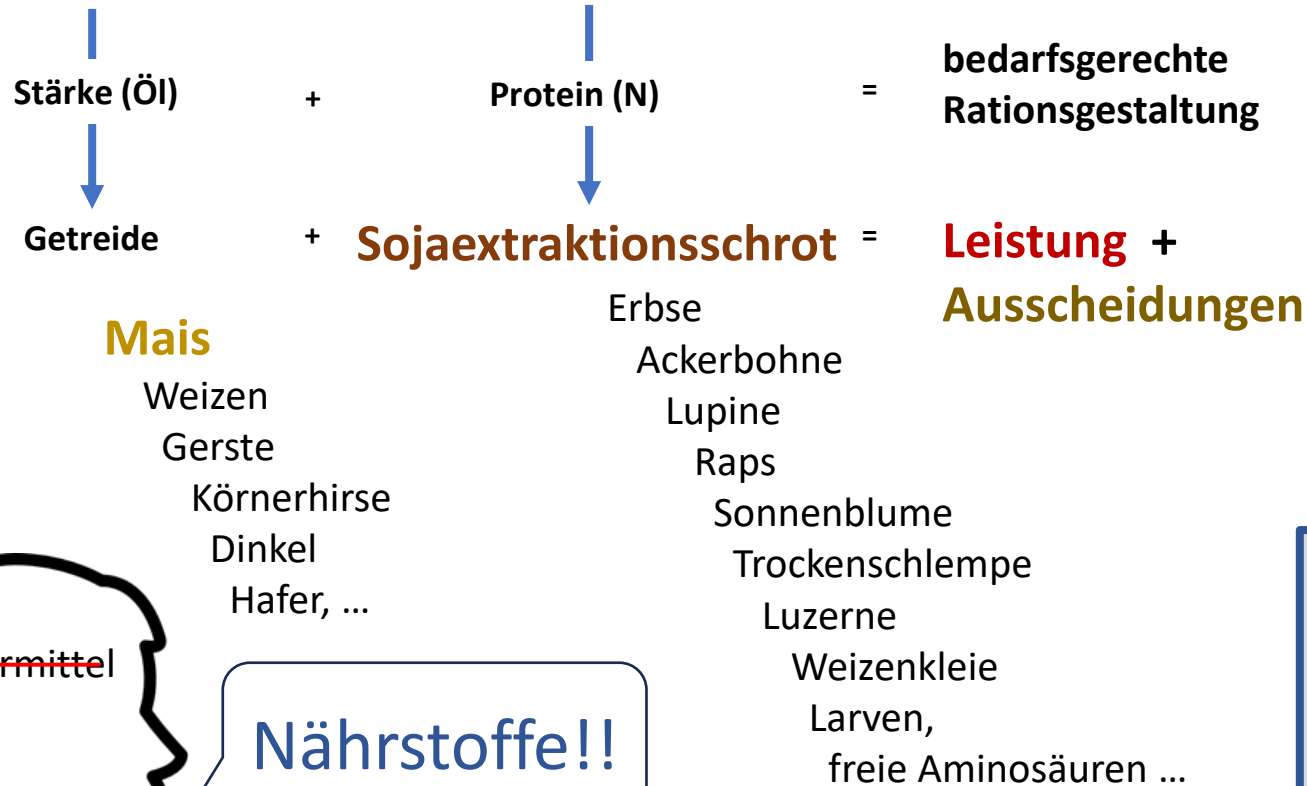 Stärke (Öl) + Protein (N) = bedarfsgerechte
Rationsgestaltung
Getreide + Sojaextraktionsschrot = Leistung +
Ausscheidungen
Mais
Weizen
Gerste
Körnerhirse
Dinkel
Hafer, ...
Erbse
Ackerbohne
Lupine
Raps
Sonnenblume
Trockenschlempe
Luzerne
Weizenkleie
Larven,
freie Aminosäuren ...
rmittel
Nährstoffe!!